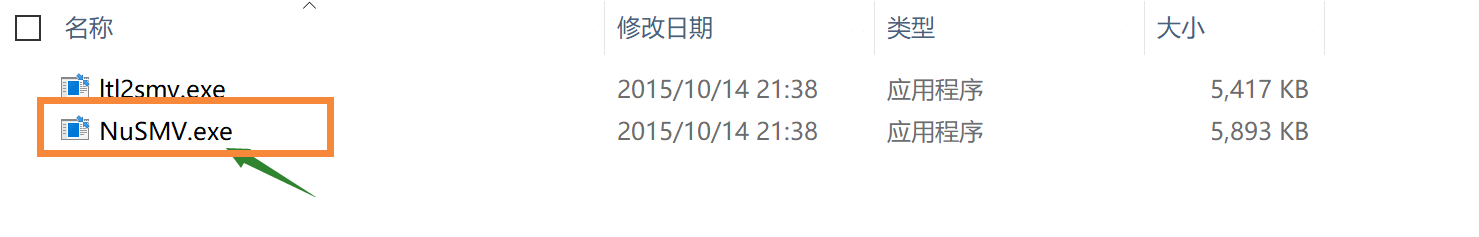 名称 修改日期 类型 大小
ltl2smv.exe 2015/10/14 21:38 应用程序 5,417 KB
NuSMV.exe 2015/10/14 21:38 应用程序 5,893 KB